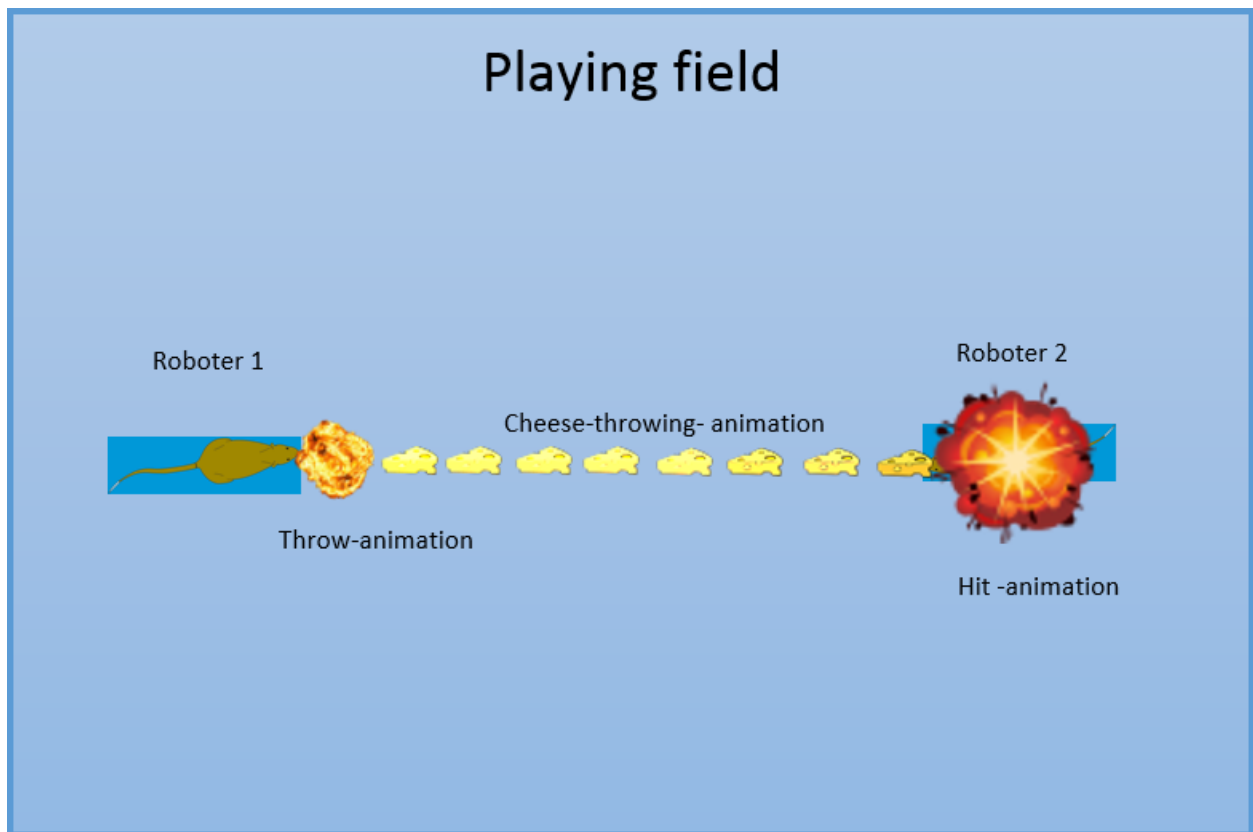 Playing field
Roboter 1
Roboter 2
Cheese-throwing- animation
Throw-animation
Hit -animation